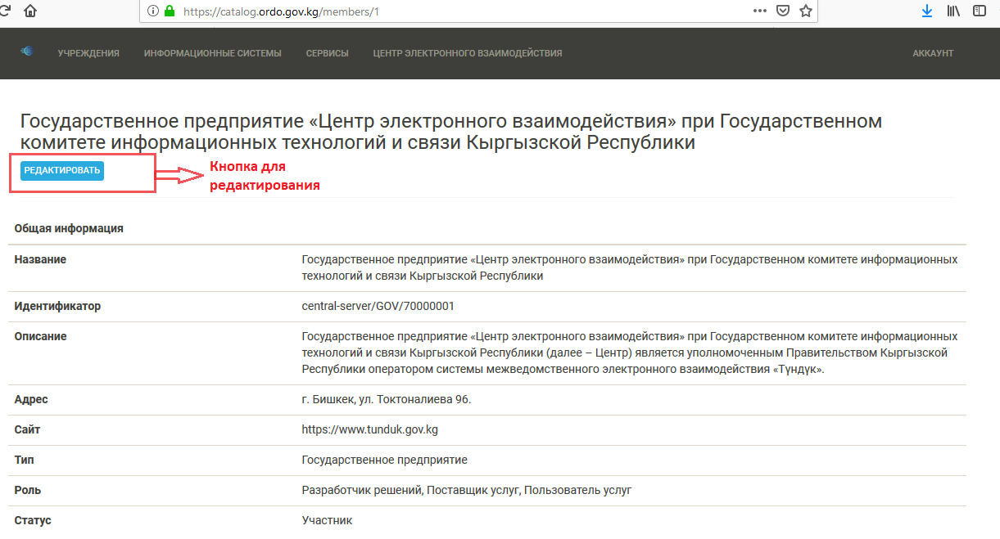 https://catalog.ordo.gov.kg/members/1
УЧРЕЖДЕНИЯ ИНФОРМАЦИОННЫЕ СИСТЕМЫ СЕРВИСЫ ЦЕНТР ЭЛЕКТРОННОГО ВЗАИМОДЕЙСТВИЯ АККАУНТ
Государственное предприятие «Центр электронного взаимодействия» при Государственном
комитете информационных технологий и связи Кыргызской Республики
РЕДАКТИРОВАТЬ
Кнопка для
редактирования
Общая информация
Название Государственное предприятие «Центр электронного взаимодействия» при Государственном комитете информационных
технологий и связи Кыргызской Республики
Идентификатор central-server/GOV/70000001
Описание Государственное предприятие «Центр электронного взаимодействия» при Государственном комитете информационных
технологий и связи Кыргызской Республики (далее – Центр) является уполномоченным Правительством Кыргызской
Республики оператором системы межведомственного электронного взаимодействия «Түндүк».
Адрес г. Бишкек, ул. Токтоналиева 96.
Сайт https://www.tunduk.gov.kg
Тип Государственное предприятие
Роль Разработчик решений, Поставщик услуг, Пользователь услуг
Статус Участник